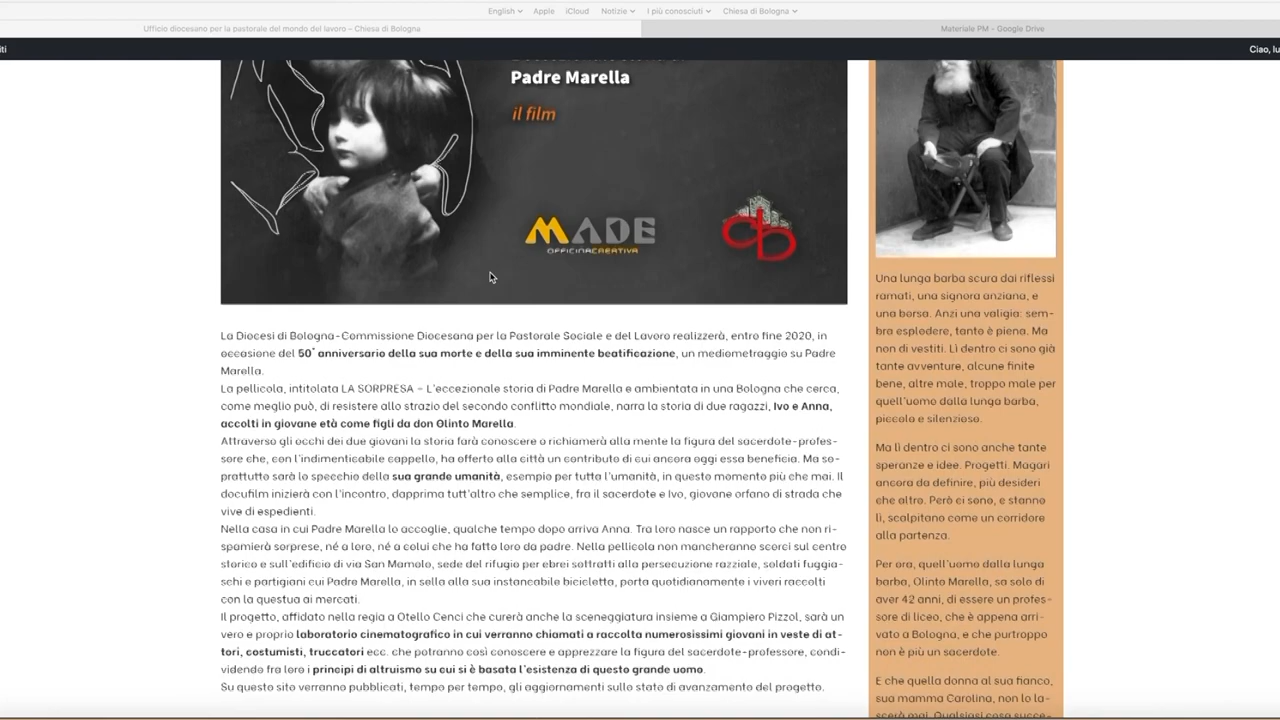 English Apple iCloud Notizie I più conosciuti Chiesa di Bologna
Ufficio diocesano per la pastorale del mondo del lavoro - Chiesa di Bologna
Materiale PM - Google Drive
iti
Ciao, lu
Padre Marella
il film
MADE
OFFICINACREATIVA
La Diocesi di Bologna-Commissione Diocesana per la Pastorale Sociale e del Lavoro realizzerà, entro fine 2020, in
occasione del 50° anniversario della sua morte e della sua imminente beatificazione, un mediometraggio su Padre
Marella.
La pellicola, intitolata LA SORPRESA – L'eccezionale storia di Padre Marella e ambientata in una Bologna che cerca,
come meglio può, di resistere allo strazio del secondo conflitto mondiale, narra la storia di due ragazzi, Ivo e Anna,
accolti in giovane età come figli da don Olinto Marella.
Attraverso gli occhi dei due giovani la storia farà conoscere o richiamerà alla mente la figura del sacerdote-profes-
sore che, con l'indimenticabile cappello, ha offerto alla città un contributo di cui ancora oggi essa beneficia. Ma so-
prattutto sarà lo specchio della sua grande umanità, esempio per tutta l'umanità, in questo momento più che mai. Il
docufilm inizierà con l'incontro, dapprima tutt'altro che semplice, fra il sacerdote e Ivo, giovane orfano di strada che
vive di espedienti.
Nella casa in cui Padre Marella lo accoglie, qualche tempo dopo arriva Anna. Tra loro nasce un rapporto che non ri-
spamierà sorprese, né a loro, né a colui che ha fatto loro da padre. Nella pellicola non mancheranno scorci sul centro
storico e sull'edificio di via San Mamolo, sede del rifugio per ebrei sottratti alla persecuzione razziale, soldati fuggia-
schi e partigiani cui Padre Marella, in sella alla sua instancabile bicicletta, porta quotidianamente i viveri raccolti
con la questua ai mercati.
Il progetto, affidato nella regia a Otello Cenci che curerà anche la sceneggiatura insieme a Giampiero Pizzol, sarà un
vero e proprio laboratorio cinematografico in cui verranno chiamati a raccolta numerosissimi giovani in veste di at-
tori, costumisti, truccatori ecc. che potranno così conoscere e apprezzare la figura del sacerdote-professore, condi-
videndo fra loro i principi di altruismo su cui si è basata l'esistenza di questo grande uomo.
Su questo sito verranno pubblicati, tempo per tempo, gli aggiornamenti sullo stato di avanzamento del progetto.
Una lunga barba scura dai riflessi
ramati, una signora anziana, e
una borsa. Anzi una valigia: sem-
bra esplodere, tanto è piena. Ma
non di vestiti. Lì dentro ci sono già
tante avventure, alcune finite
bene, altre male, troppo male per
quell'uomo dalla lunga barba,
piccolo e silenzioso.
Ma lì dentro ci sono anche tante
speranze e idee. Progetti. Magari
ancora da definire, più desideri
che altro. Però ci sono, e stanno
lì, scalpitano come un corridore
alla partenza.
Per ora, quell'uomo dalla lunga
barba, Olinto Marella, sa solo di
aver 42 anni, di essere un profes-
sore di liceo, che è appena arri-
vato a Bologna, e che purtroppo
non è più un sacerdote.
E che quella donna al suo fianco,
sua mamma Carolina, non lo la-
scerà mai. Qualsiasi cosa succe-